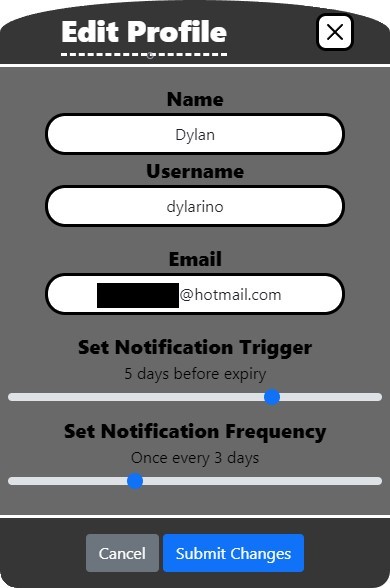 Edit Profile
Name
Dylan
Username
dylarino
Email
@hotmail.com
Set Notification Trigger
5 days before expiry
Set Notification Frequency
Once every 3 days
Cancel Submit Changes